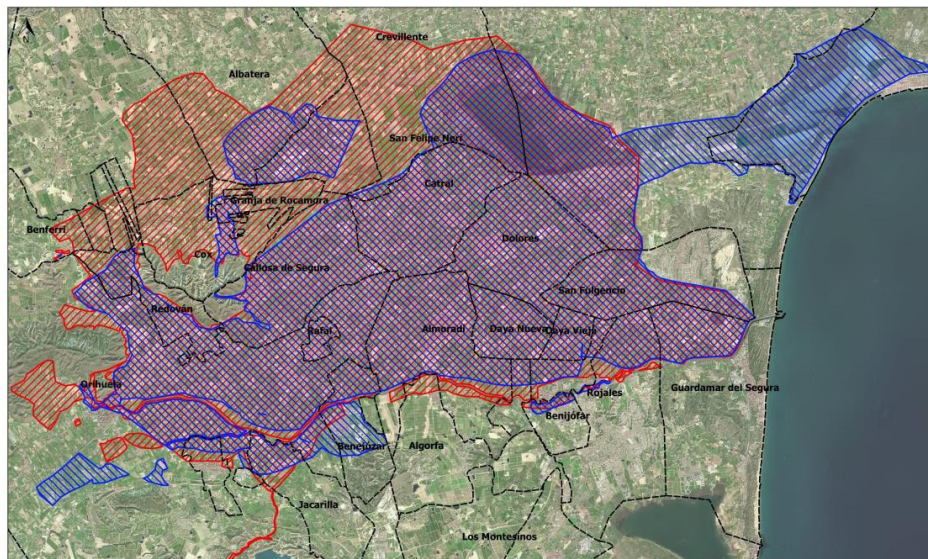 Crevillente
Albatera
San Felipe Neri
Catral
Granja de Rocamora
Benferri
Dolores
Cox
Callosa de Segura
San Fulgencio
Redován
Rafal
Almoradí
Daya Nueva
Daya Vieja
Orihuela
Guardamar del Segura
Rojales
Benijófar
Benejúzar
Algorfa
Jacarilla
Los Montesinos